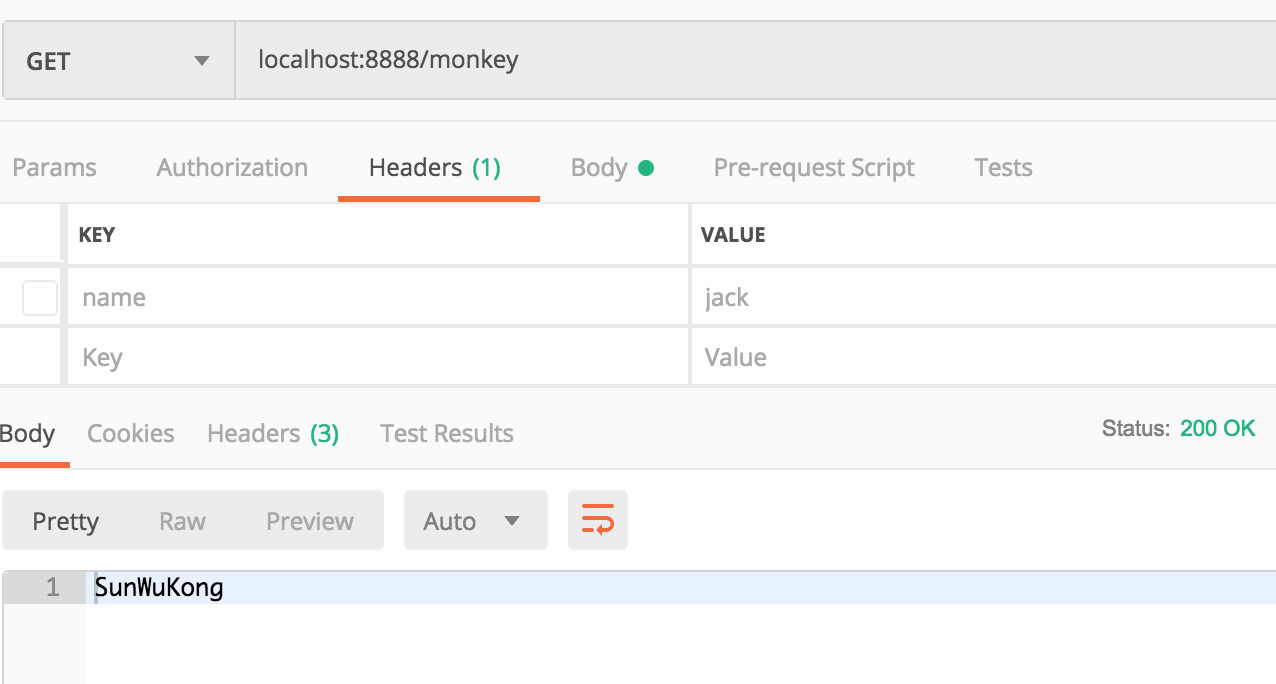 GET localhost:8888/monkey
Params Authorization Headers (1) Body Pre-request Script Tests
KEY VALUE
name jack
Key Value
Body Cookies Headers (3) Test Results Status: 200 OK
Pretty Raw Preview Auto
1 SunWuKong